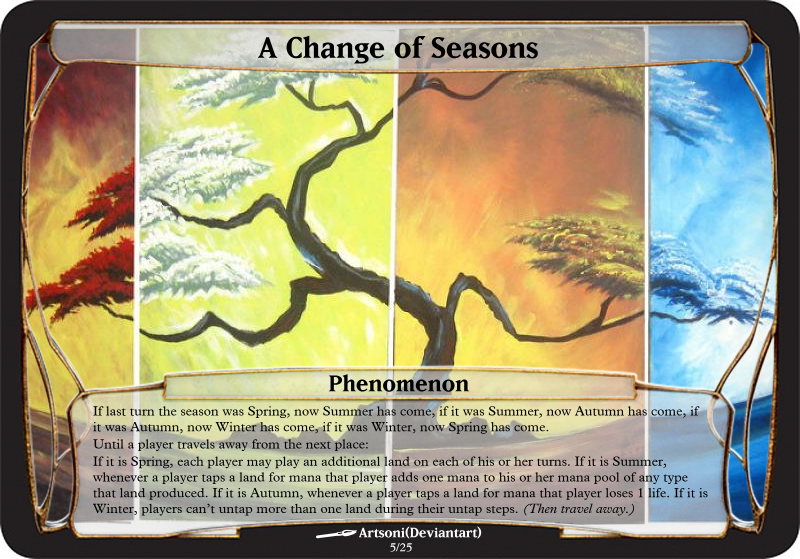 A Change of Seasons
Phenomenon
If last turn the season was Spring, now Summer has come, if it was Summer, now Autumn has come, if
it was Autumn, now Winter has come, if it was Winter, now Spring has come.
Until a player travels away from the next place:
If it is Spring, each player may play an additional land on each of his or her turns. If it is Summer,
whenever a player taps a land for mana that player adds one mana to his or her mana pool of any type
that land produced. If it is Autumn, whenever a player taps a land for mana that player loses 1 life. If it is
Winter, players can't untap more than one land during their untap steps. (Then travel away.)
Artsoni(Deviantart)
5/25